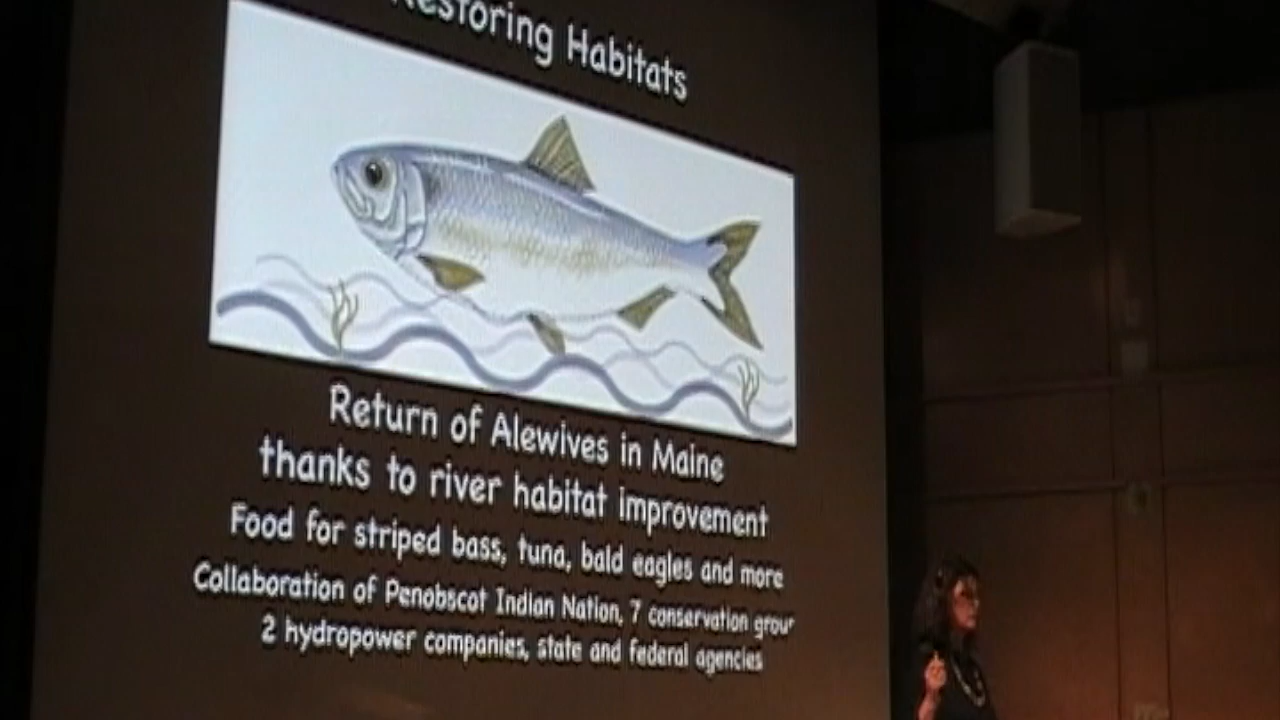 Restoring Habitats
Return of Alewives in Maine
thanks to river habitat improvement
Food for striped bass, tuna, bald eagles and more
Collaboration of Penobscot Indian Nation, 7 conservation
2 hydropower companies, state and federal agencies